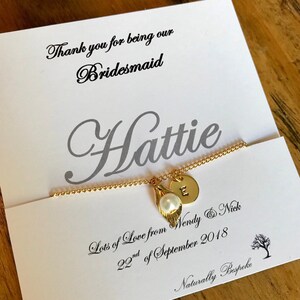 Thank you for being our
Bridesmaid
Hattie
E
Lots of Love from Wendy & Nick
22nd of September 2018
Naturally Bespoke